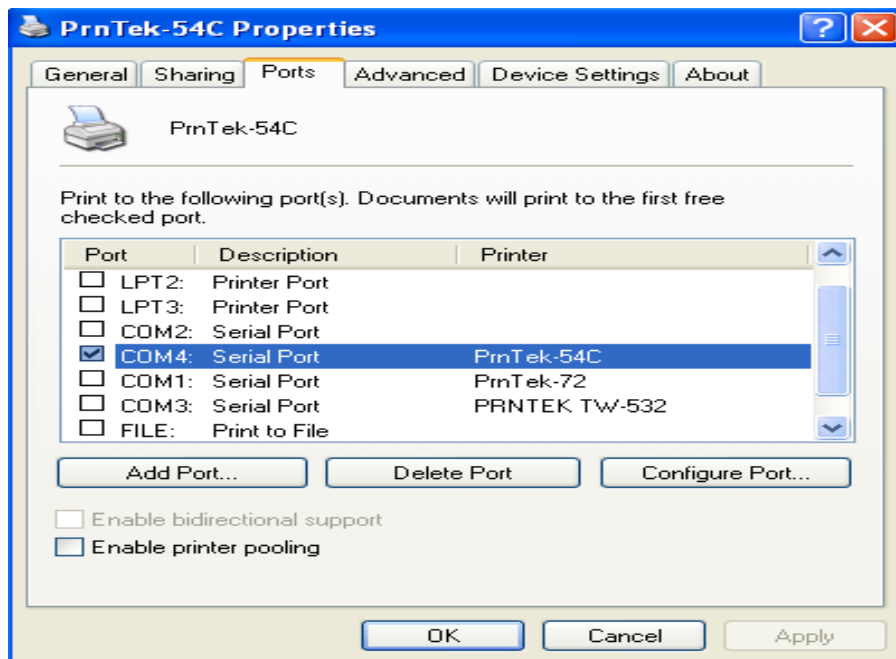 PrnTek-54C Properties
General Sharing Ports Advanced Device Settings About
PrnTek-54C
Print to the following port(s). Documents will print to the first free
checked port.
Port Description Printer
LPT2: Printer Port
LPT3: Printer Port
COM2: Serial Port
COM4: Serial Port PrnTek-54C
COM1: Serial Port PrnTek-72
COM3: Serial Port PRNTEK TW-532
FILE: Print to File
Add Port... Delete Port Configure Port...
Enable bidirectional support
Enable printer pooling
OK Cancel Apply